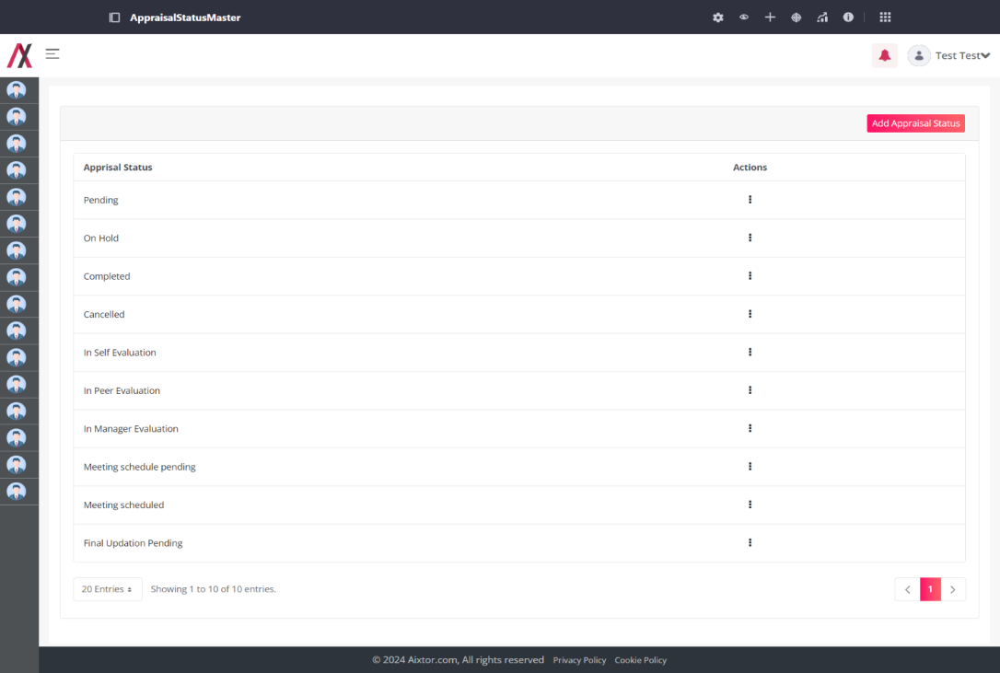 AppraisalStatusMaster
Test Test
Add Appraisal Status
Apprisal Status Actions
Pending
On Hold
Completed
Cancelled
In Self Evaluation
In Peer Evaluation
In Manager Evaluation
Meeting schedule pending
Meeting scheduled
Final Updation Pending
20 Entries Showing 1 to 10 of 10 entries. 1
© 2024 Aixtor.com, All rights reserved Privacy Policy Cookie Policy